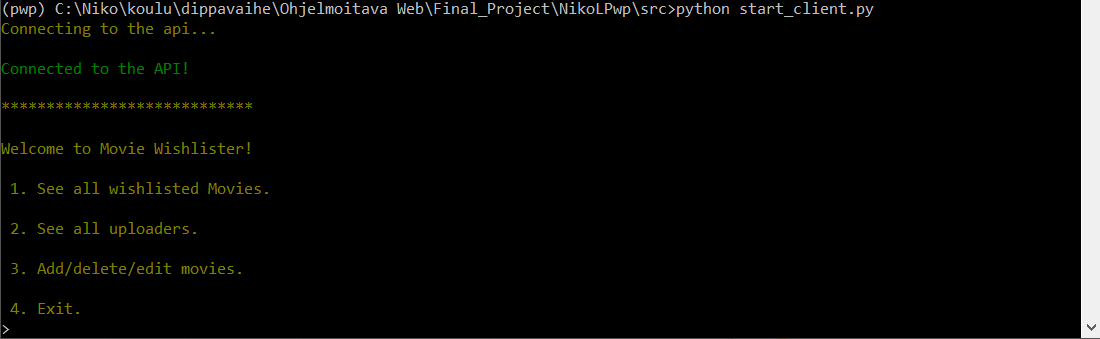 (pwp) C:\Niko\koulu\dippavaihe\Ohjelmoitava Web\Final_Project\NikoLPwp\src>python start_client.py
Connecting to the api...
Connected to the API!
****************************
Welcome to Movie Wishlister!
1. See all wishlisted Movies.
2. See all uploaders.
3. Add/delete/edit movies.
4. Exit.
>